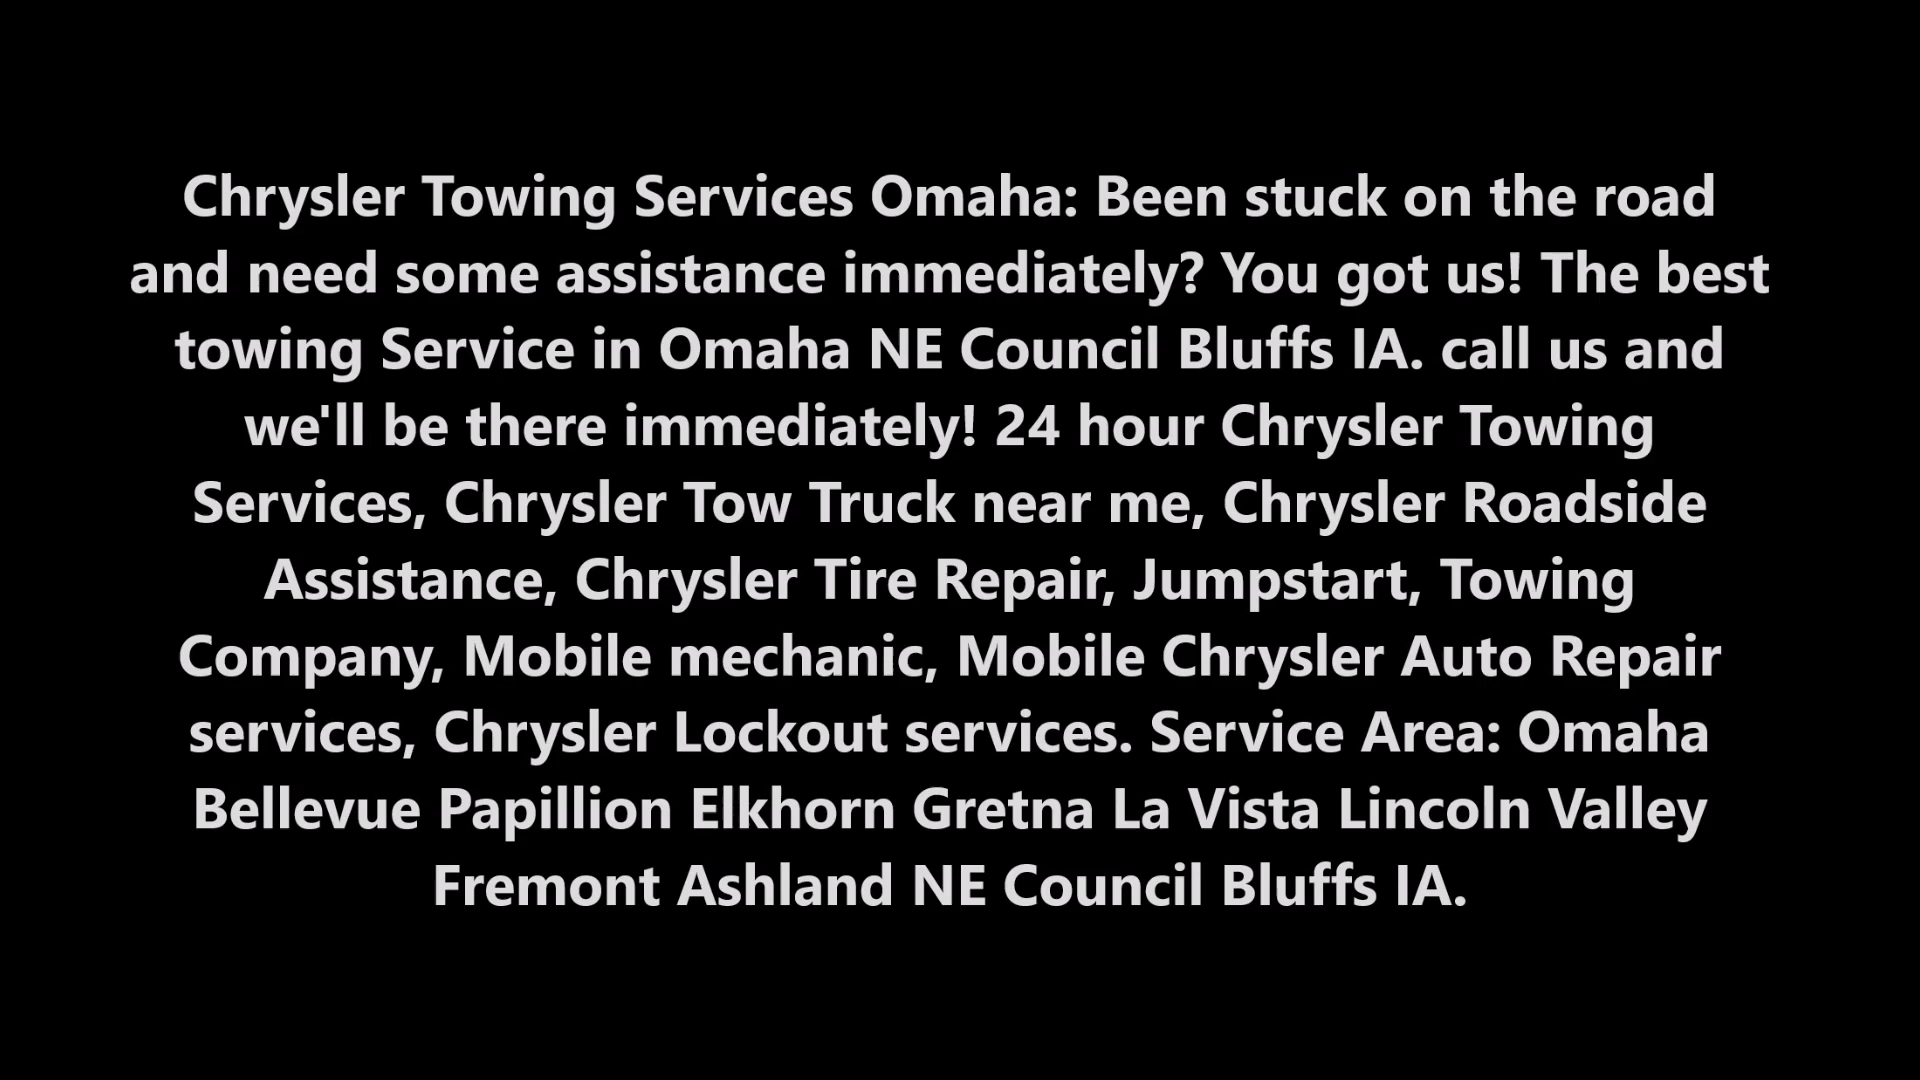 Chrysler Towing Services Omaha: Been stuck on the road
and need some assistance immediately? You got us! The best
towing Service in Omaha NE Council Bluffs IA. call us and
we'll be there immediately! 24 hour Chrysler Towing
Services, Chrysler Tow Truck near me, Chrysler Roadside
Assistance, Chrysler Tire Repair, Jumpstart, Towing
Company, Mobile mechanic, Mobile Chrysler Auto Repair
services, Chrysler Lockout services. Service Area: Omaha
Bellevue Papillion Elkhorn Gretna La Vista Lincoln Valley
Fremont Ashland NE Council Bluffs IA.